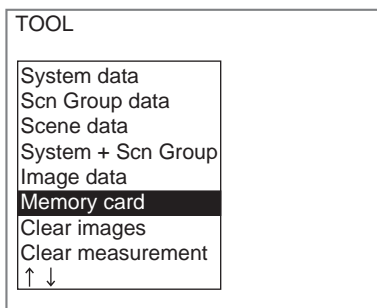 TOOL
System data
Scn Group data
Scene data
System + Scn Group
Image data
Memory card
Clear images
Clear measurement
↑ ↓